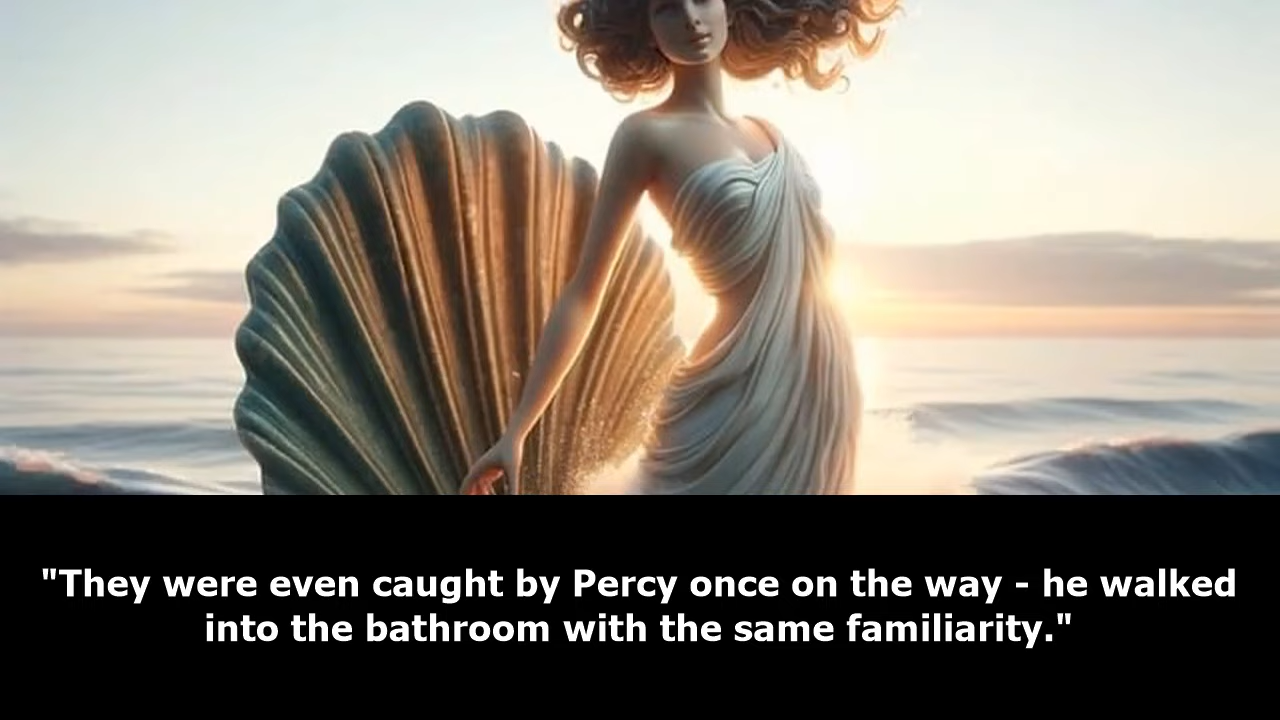 "They were even caught by Percy once on the way - he walked
into the bathroom with the same familiarity."